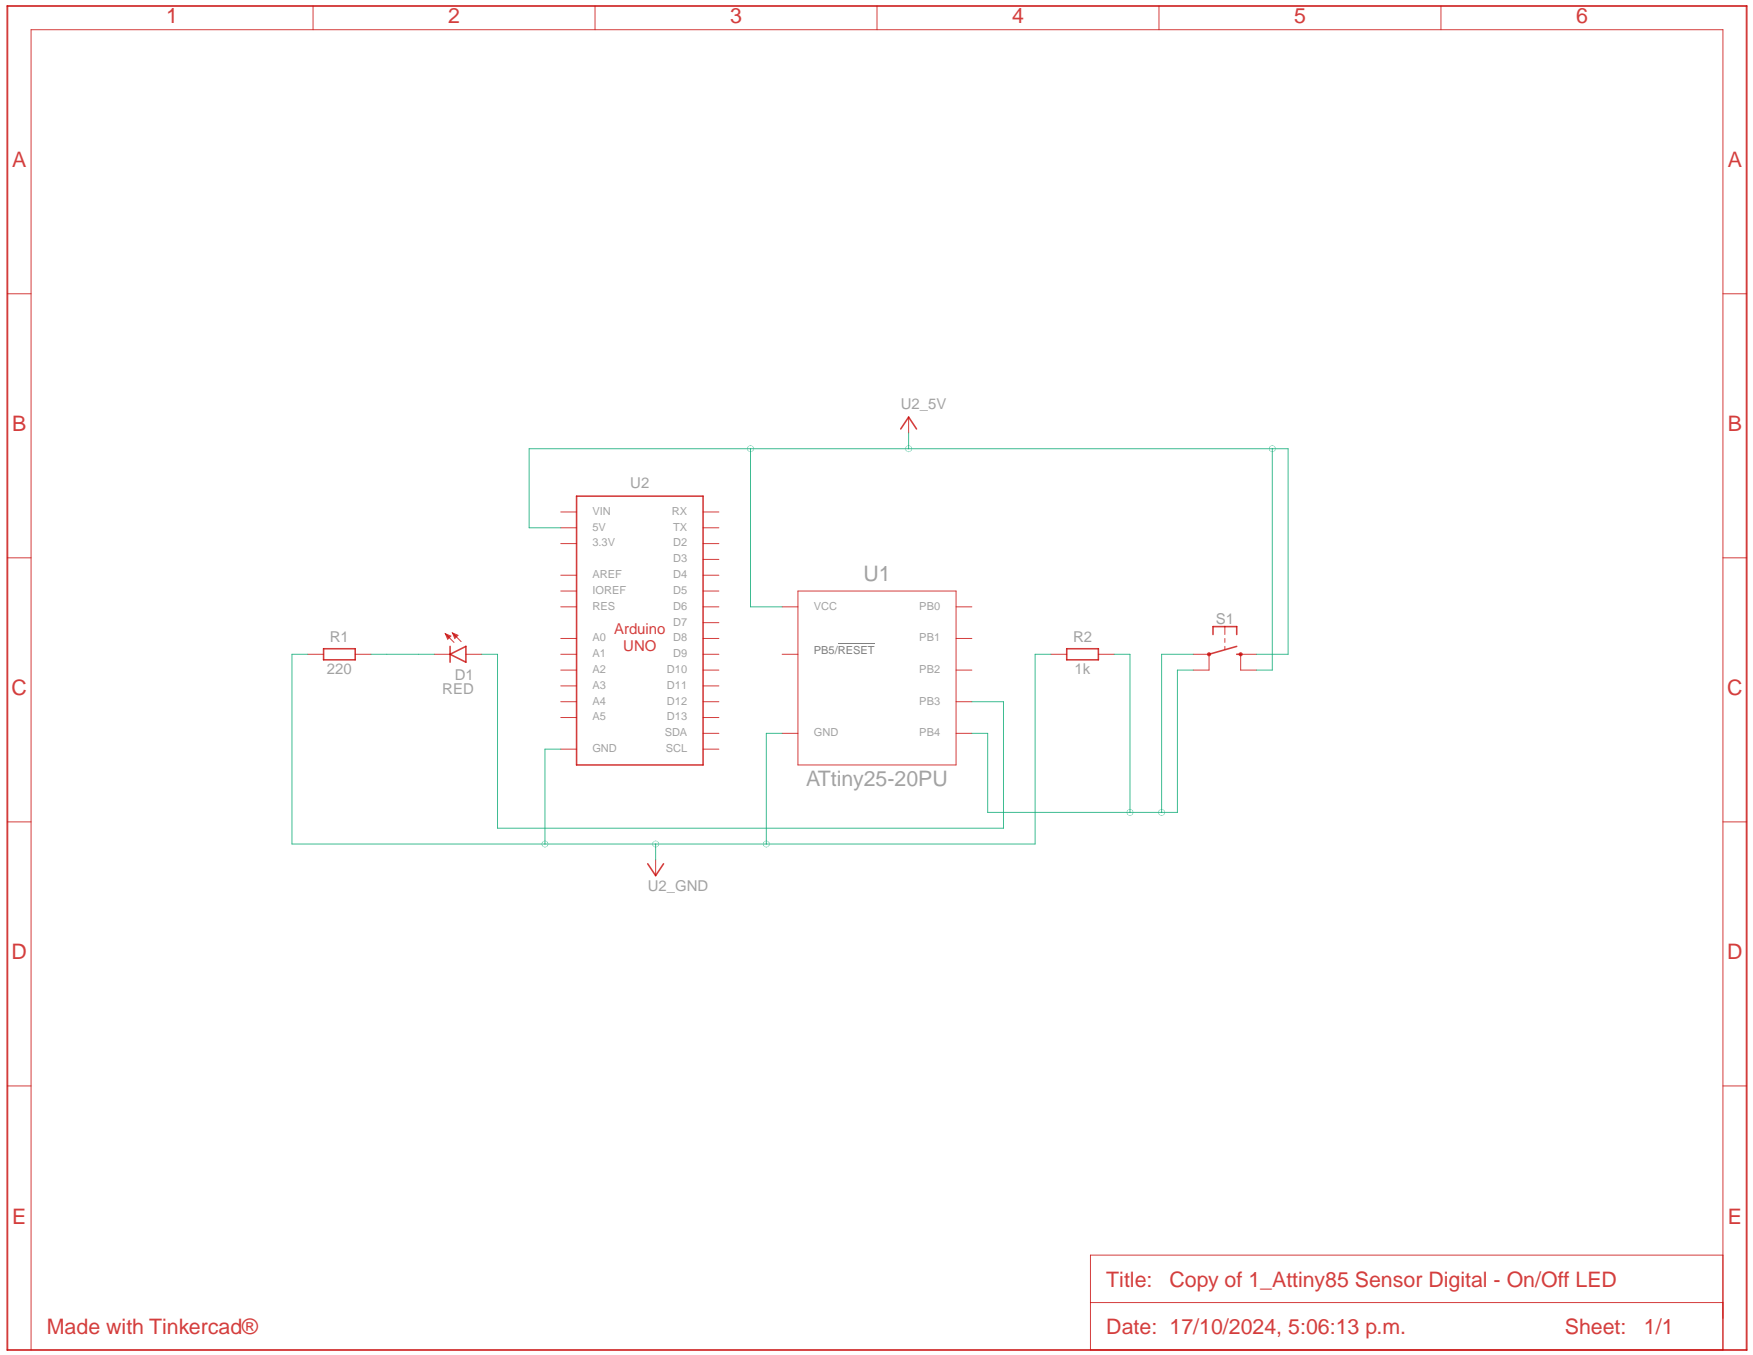 1 2 3 4 5 6
A A
B B
C C
D D
E E
U2_5V
U2
VIN RX
5V TX
3.3V D2
D3
AREF D4
IOREF D5
RES D6
D7
A0 D8
A1 D9
A2 D10
A3 D11
A4 D12
A5 D13
SDA
GND SCL
Arduino
UNO
U1
VCC PB0
PB1
PB5/RESET
PB2
PB3
GND PB4
ATtiny25-20PU
R1
220
D1
RED
R2
1k
S1
U2_GND
Title: Copy of 1_Attiny85 Sensor Digital - On/Off LED
Date: 17/10/2024, 5:06:13 p.m. Sheet: 1/1
Made with Tinkercad®